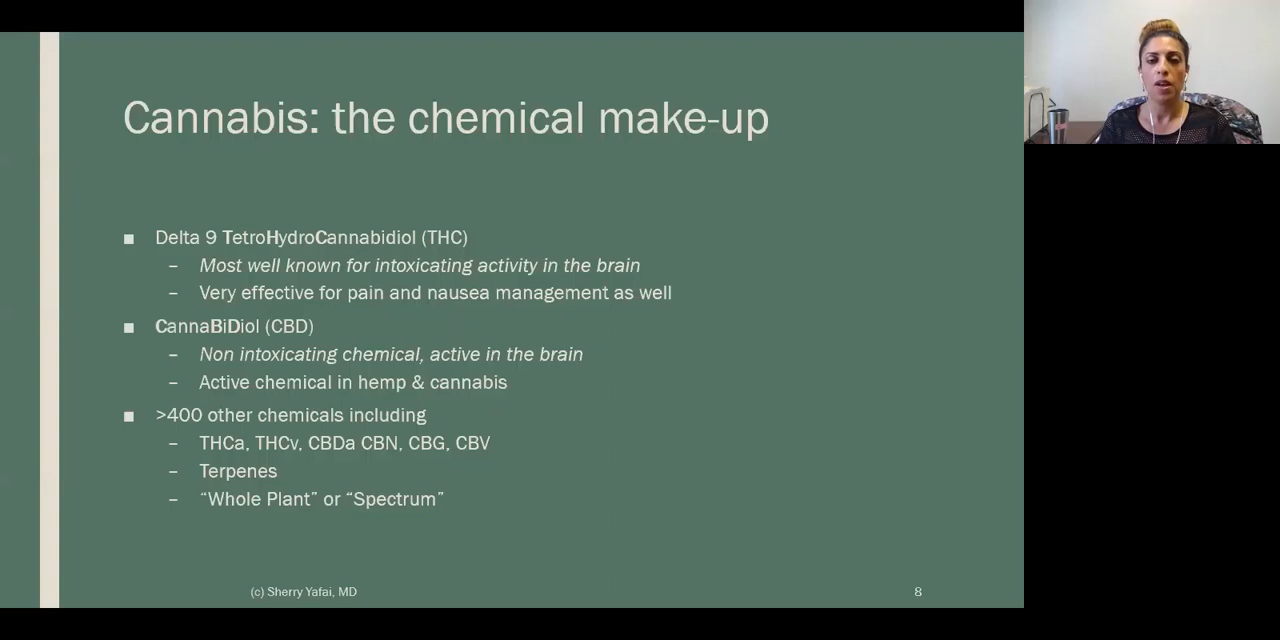 Cannabis: the chemical make-up
■ Delta 9 TetroHydroCannabidiol (THC)
– Most well known for intoxicating activity in the brain
– Very effective for pain and nausea management as well
■ CannaBiDiol (CBD)
– Non intoxicating chemical, active in the brain
– Active chemical in hemp & cannabis
■ >400 other chemicals including
– THCa, THCv, CBDa CBN, CBG, CBV
– Terpenes
– “Whole Plant” or “Spectrum”
(c) Sherry Yafai, MD
8